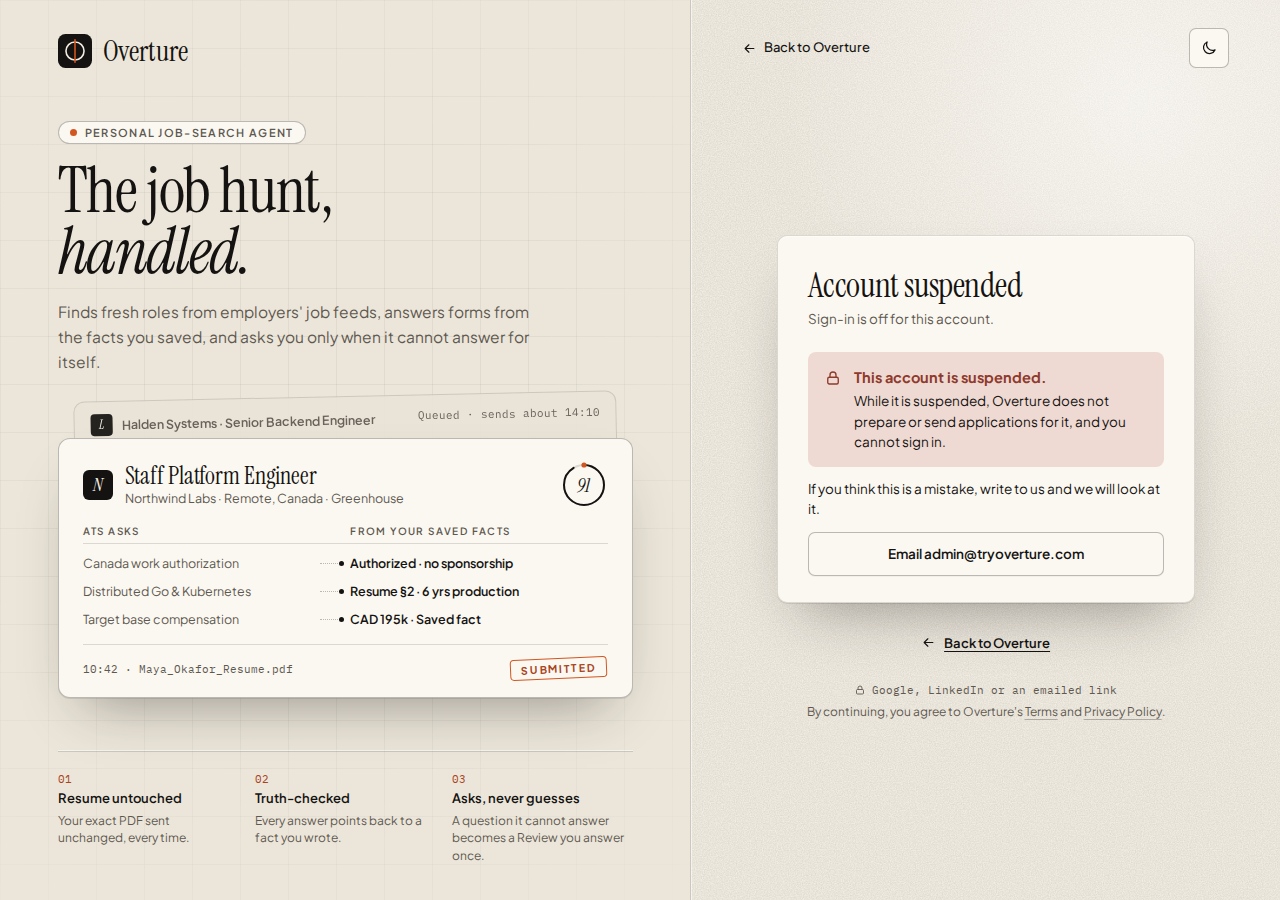 Overture
PERSONAL JOB-SEARCH AGENT
The job hunt,
handled.
Finds fresh roles from employers' job feeds, answers forms from
the facts you saved, and asks you only when it cannot answer for
itself.
L
Halden Systems · Senior Backend Engineer
Queued · sends about 14:10
N
Staff Platform Engineer
Northwind Labs · Remote, Canada · Greenhouse
91
ATS ASKS
FROM YOUR SAVED FACTS
Canada work authorization
Authorized · no sponsorship
Distributed Go & Kubernetes
Resume §2 · 6 yrs production
Target base compensation
CAD 195k · Saved fact
10:42 · Maya_Okafor_Resume.pdf
SUBMITTED
01
Resume untouched
Your exact PDF sent
unchanged, every time.
02
Truth-checked
Every answer points back to a
fact you wrote.
03
Asks, never guesses
A question it cannot answer
becomes a Review you answer
once.
← Back to Overture
Account suspended
Sign-in is off for this account.
This account is suspended.
While it is suspended, Overture does not
prepare or send applications for it, and you
cannot sign in.
If you think this is a mistake, write to us and we will look at
it.
Email admin@tryoverture.com
← Back to Overture
Google, LinkedIn or an emailed link
By continuing, you agree to Overture's Terms and Privacy Policy.